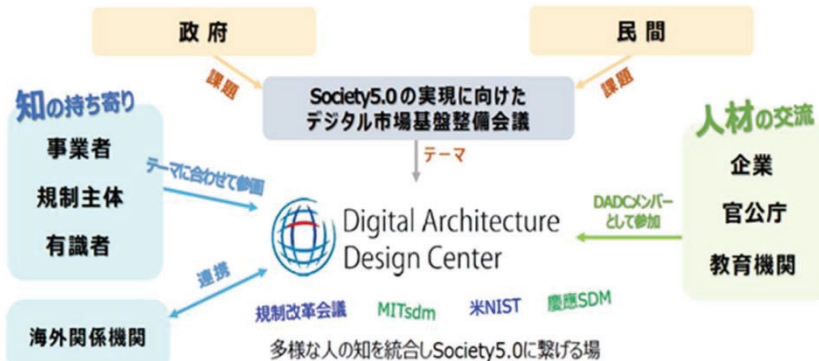 政府
民間
課題
課題
Society5.0の実現に向けた
デジタル市場基盤整備会議
テーマ
知の持ち寄り
事業者
規制主体
有識者
テーマに合わせて参画
Digital Architecture
Design Center
人材の交流
企業
官公庁
教育機関
DADCメンバー
として参加
連携
海外関係機関
規制改革会議 MITsdm 米NIST 慶應SDM
多様な人の知を統合しSociety5.0に繋げる場